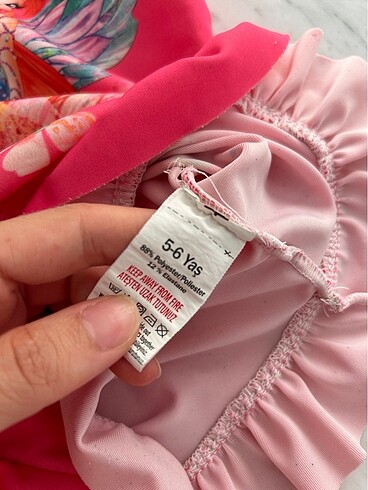 5-6 Yaş
88% Polyester/Poliester
12 % Elastane
KEEP AWAY FROM FIRE
ATEŞTEN UZAK TUTUNUZ